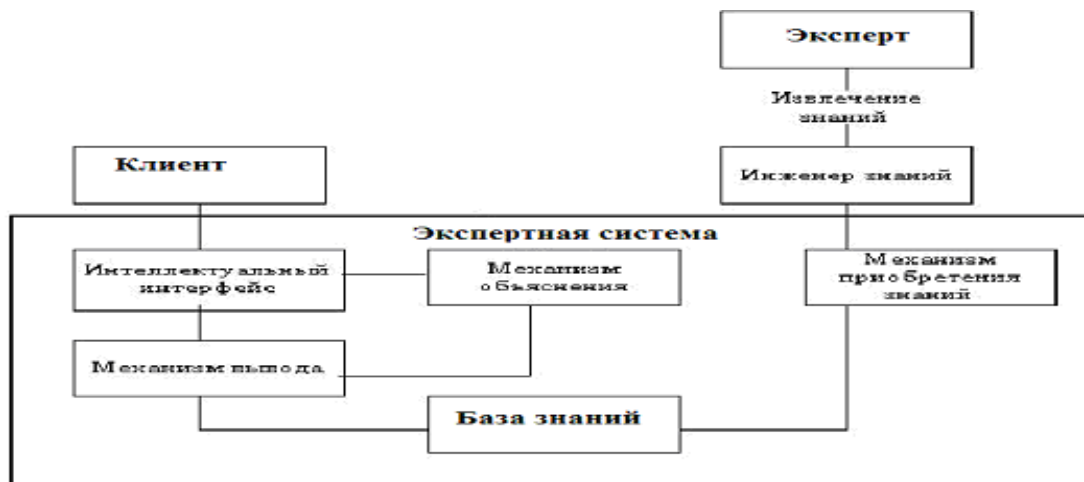 Эксперт
Извлечение
знаний
Клиент
Инженер знаний
Экспертная система
Интеллектуальный
интерфейс
Механизм
объяснения
Механизм
приобретения
знаний
Механизм вывода
База знаний